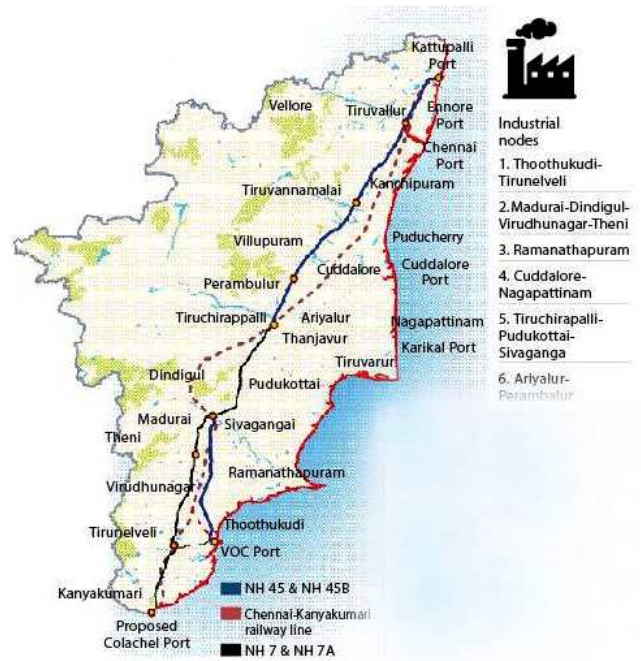 Kattupalli
Port
Vellore
Tiruvallur
Ennore
Port
Chennai
Port
Tiruvannamalai
Kanchipuram
Villupuram
Puducherry
Cuddalore
Cuddalore
Port
Perambulur
Tiruchirappalli
Ariyalur
Thanjavur
Nagapattinam
Karikal Port
Tiruvarur
Dindigul
Pudukottai
Madurai
Sivagangai
Theni
Ramanathapuram
Virudhunagar
Thoothukudi
Tirunelveli
VOC Port
Kanyakumari
Proposed
Colachel Port
NH 45 & NH 45B
Chennai-Kanyakumari
railway line
NH 7 & NH 7A
Industrial
nodes
1. Thoothukudi-
Tirunelveli
2.Madurai-Dindigul-
Virudhunagar-Theni
3. Ramanathapuram
4. Cuddalore-
Nagapattinam
5. Tiruchirapalli-
Pudukottai-
Sivaganga
6. Ariyalur-
Perambalur